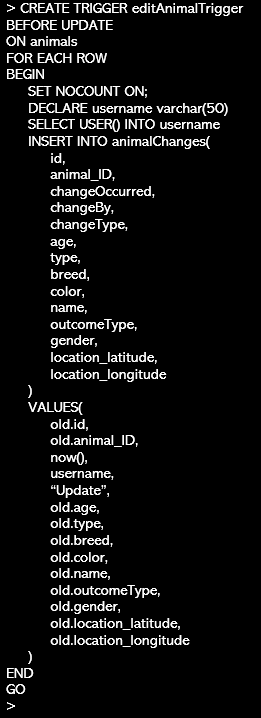 > CREATE TRIGGER editAnimalTrigger
BEFORE UPDATE
ON animals
FOR EACH ROW
BEGIN
SET NOCOUNT ON;
DECLARE username varchar(50)
SELECT USER() INTO username
INSERT INTO animalChanges(
id,
animal_ID,
changeOccurred,
changeBy,
changeType,
age,
type,
breed,
color,
name,
outcomeType,
gender,
location_latitude,
location_longitude
)
VALUES(
old.id,
old.animal_ID,
now(),
username,
“Update”,
old.age,
old.type,
old.breed,
old.color,
old.name,
old.outcomeType,
old.gender,
old.location_latitude,
old.location_longitude
)
END
GO
>